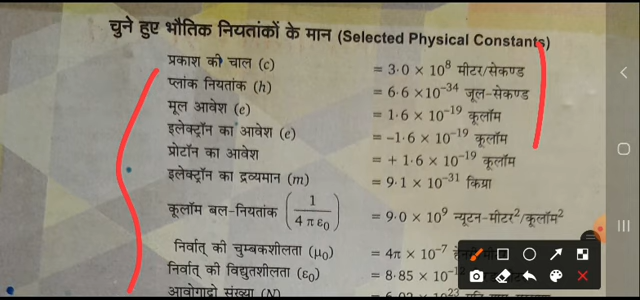 चुने हुए भौतिक नियतांकों के मान (Selected Physical Constants)
प्रकाश की चाल (c) = 3·0 × 10⁸ मीटर/सेकण्ड
प्लांक नियतांक (h) = 6·6 × 10⁻³⁴ जूल-सेकण्ड
मूल आवेश (e) = 1·6 × 10⁻¹⁹ कूलॉम
इलेक्ट्रॉन का आवेश (e) = −1·6 × 10⁻¹⁹ कूलॉम
प्रोटॉन का आवेश = + 1·6 × 10⁻¹⁹ कूलॉम
इलेक्ट्रॉन का द्रव्यमान (m) = 9·1 × 10⁻³¹ किग्रा
कूलॉम बल-नियतांक (1/4 π ε₀) = 9·0 × 10⁹ न्यूटन-मीटर²/कूलॉम²
निर्वात् की चुम्बकशीलता (μ₀) = 4π × 10⁻⁷
निर्वात् की विद्युतशीलता (ε₀) = 8·85 × 10
आवोगाद्रो संख्या (N)